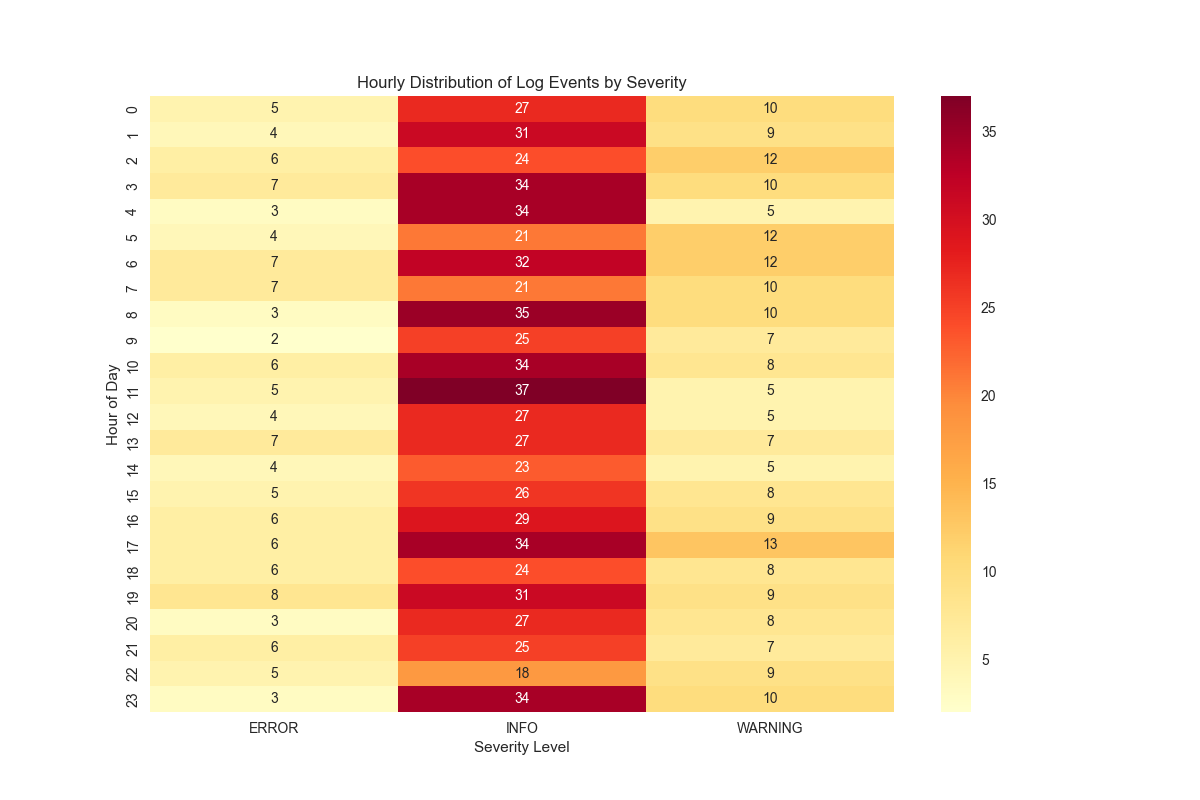 Hourly Distribution of Log Events by Severity
0 5 27 10
1 4 31 9
2 6 24 12
3 7 34 10
4 3 34 5
5 4 21 12
6 7 32 12
7 7 21 10
8 3 35 10
9 2 25 7
10 6 34 8
11 5 37 5
12 4 27 5
13 7 27 7
14 4 23 5
15 5 26 8
16 6 29 9
17 6 34 13
18 6 24 8
19 8 31 9
20 3 27 8
21 6 25 7
22 5 18 9
23 3 34 10
Hour of Day
ERROR INFO WARNING
Severity Level
35
30
25
20
15
10
5